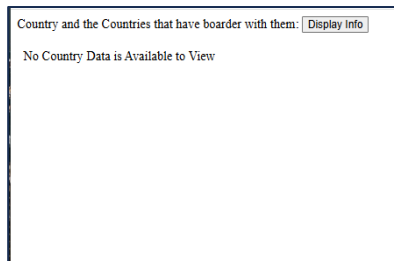 Country and the Countries that have boarder with them: Display Info
No Country Data is Available to View